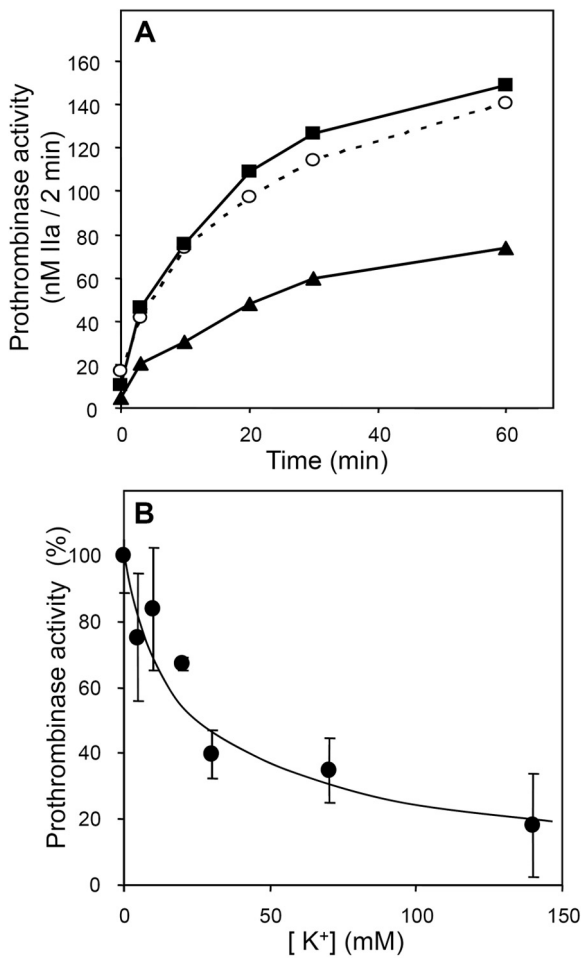 A
Prothrombinase activity
(nM IIa / 2 min)
160
140
120
100
80
60
40
20
0
0 20 40 60
Time (min)
B
Prothrombinase activity (%)
100
80
60
40
20
0
0 50 100 150
[ K⁺] (mM)